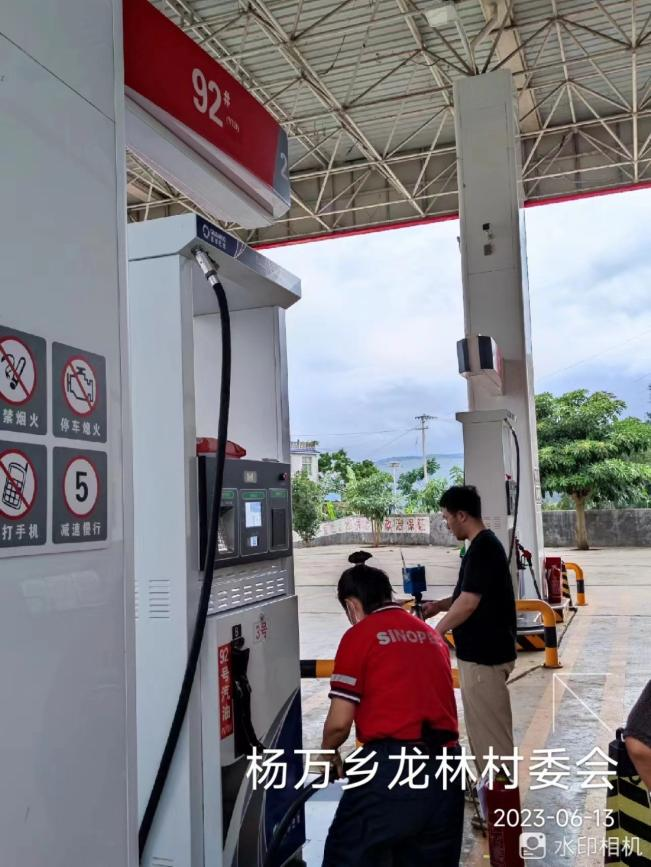 92#
2
禁烟火
停车熄火
打手机
5
减速慢行
3号
92号汽油
SINOPE
杨万乡龙林村委会
2023-06-13
水印相机